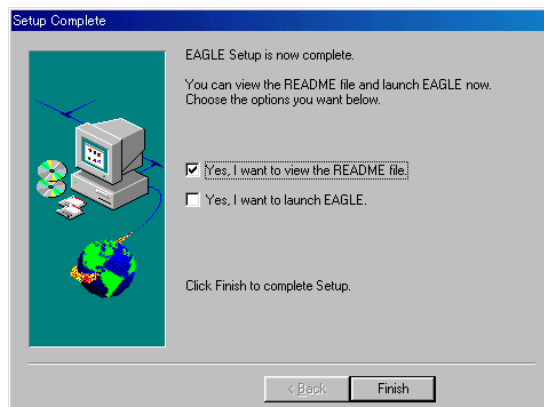 Setup Complete
EAGLE Setup is now complete.
You can view the README file and launch EAGLE now.
Choose the options you want below.
Yes, I want to view the README file.
Yes, I want to launch EAGLE.
Click Finish to complete Setup.
< Back
Finish